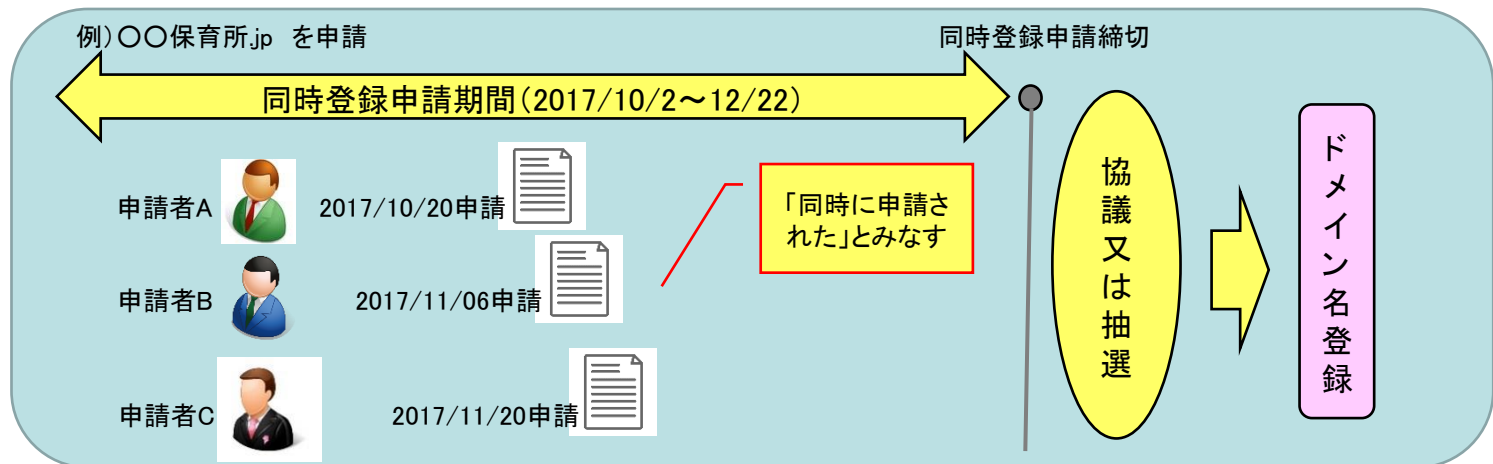 例)〇〇保育所.jp を申請
同時登録申請締切
同時登録申請期間(2017/10/2～12/22)
申請者A
2017/10/20申請
「同時に申請さ
れた」とみなす
申請者B
2017/11/06申請
申請者C
2017/11/20申請
協議又は抽選
ドメイン名登録